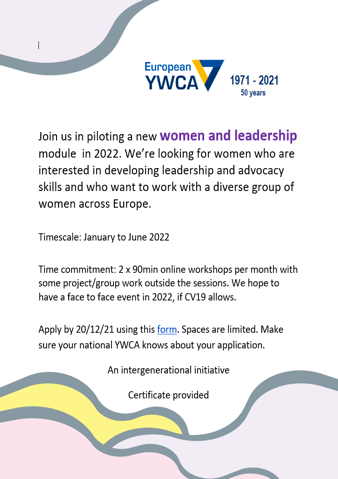 European
YWCA
1971 - 2021
50 years
Join us in piloting a new women and leadership
module in 2022. We’re looking for women who are
interested in developing leadership and advocacy
skills and who want to work with a diverse group of
women across Europe.
Timescale: January to June 2022
Time commitment: 2 x 90min online workshops per month with
some project/group work outside the sessions. We hope to
have a face to face event in 2022, if CV19 allows.
Apply by 20/12/21 using this form. Spaces are limited. Make
sure your national YWCA knows about your application.
An intergenerational initiative
Certificate provided